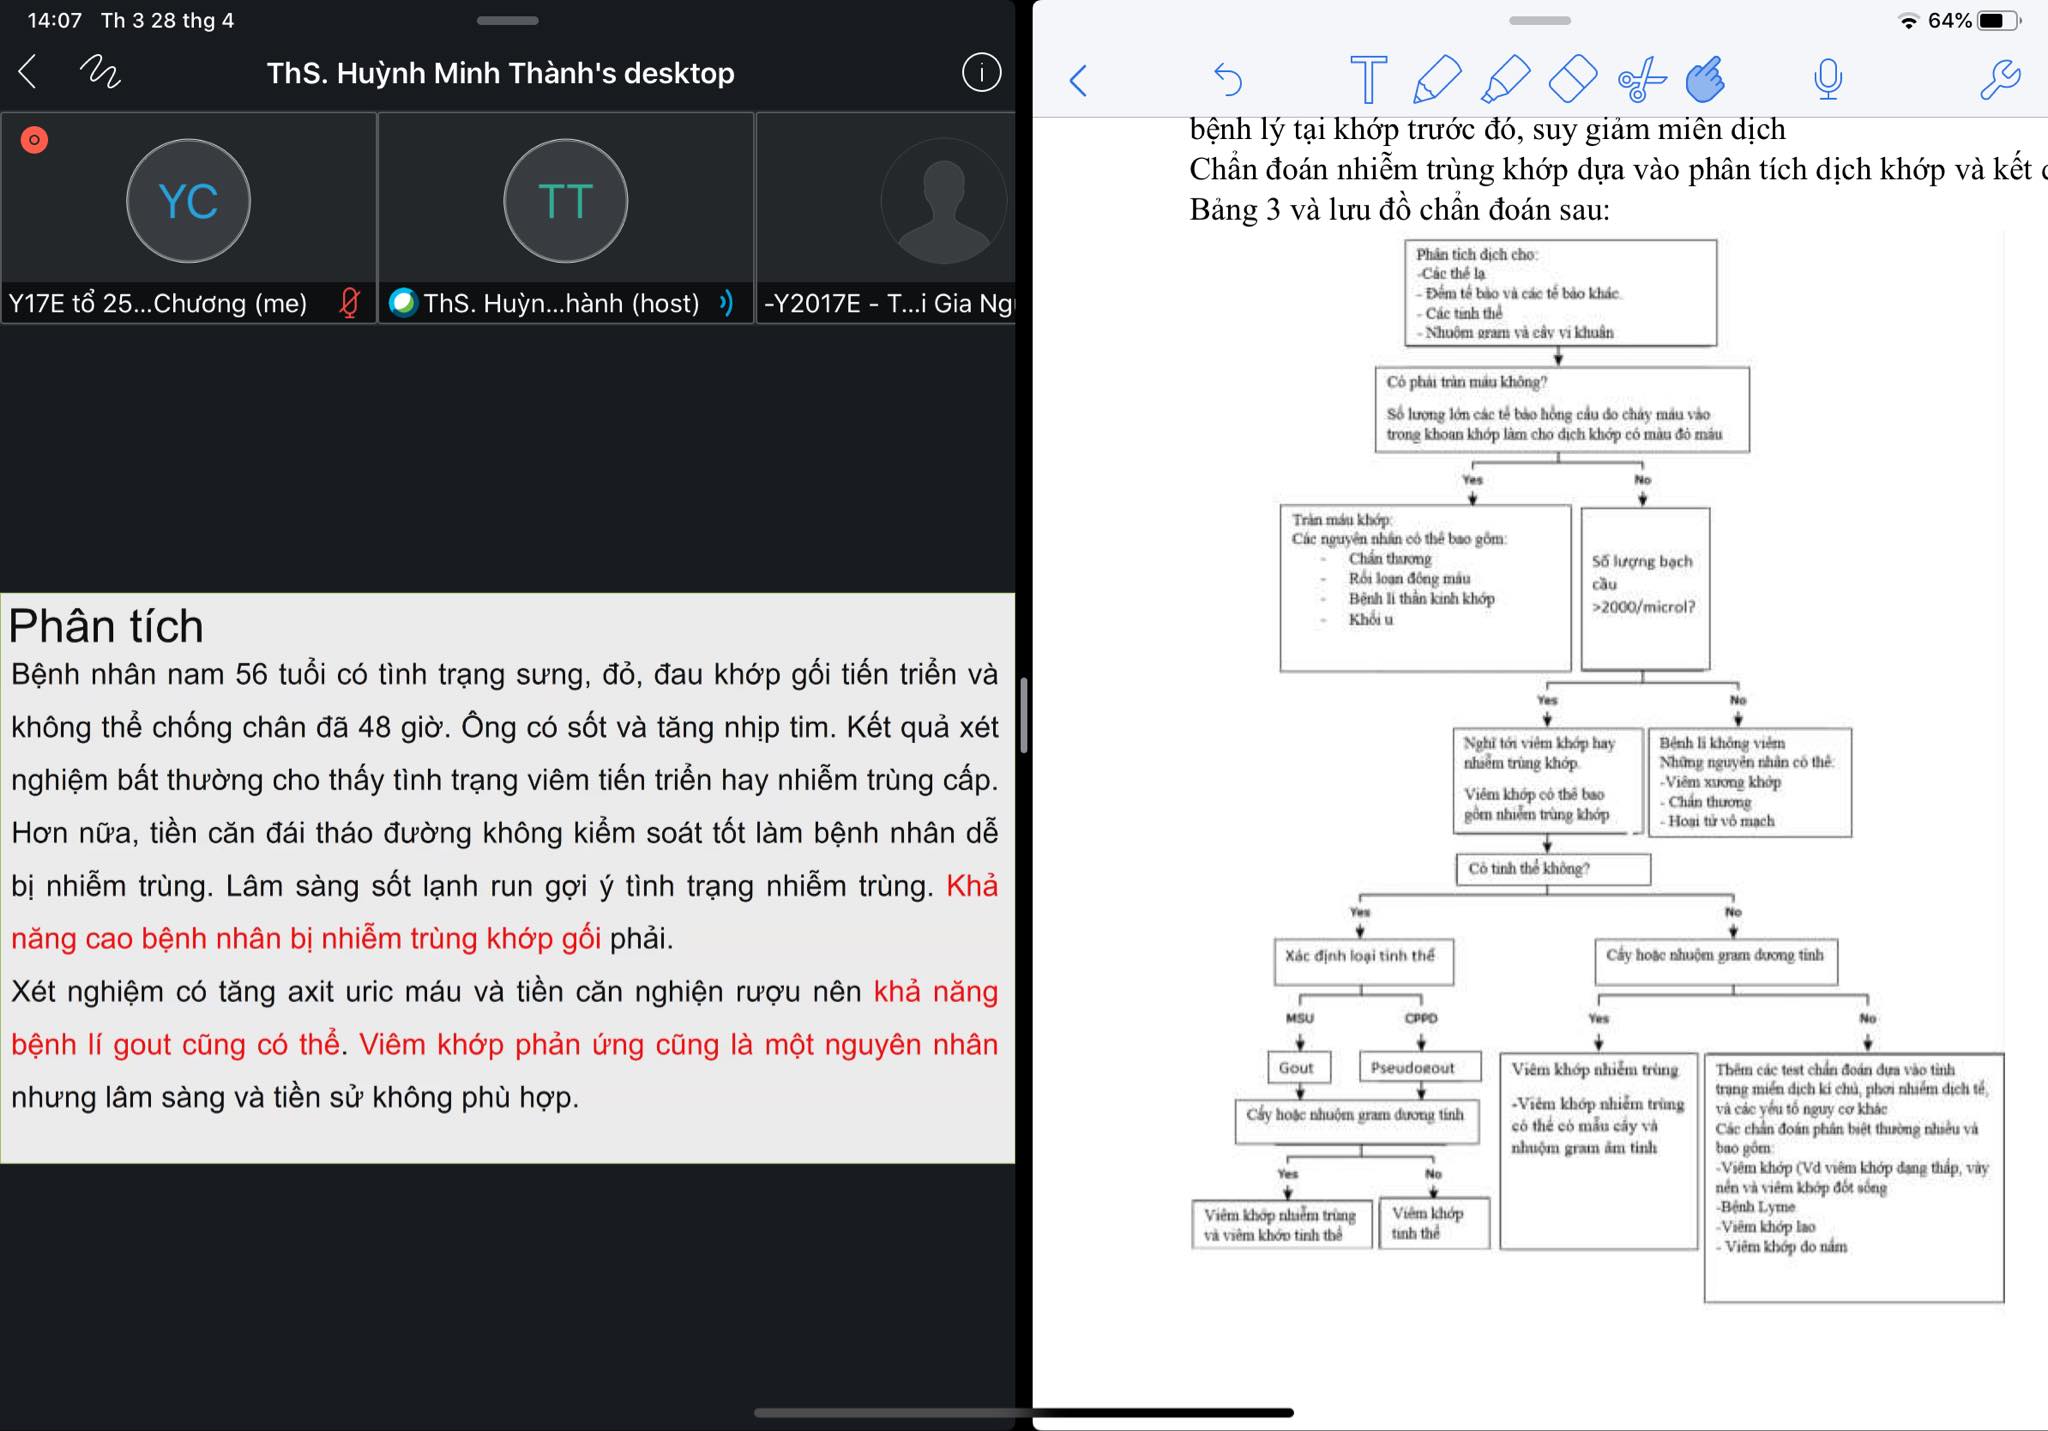 14:07 Th 3 28 thg 4
ThS. Huỳnh Minh Thành's desktop
YC
TT
Y17E tổ 25...Chương (me)
ThS. Huỳn...hành (host)
-Y2017E - T...i Gia Ng
Phân tích
Bệnh nhân nam 56 tuổi có tình trạng sưng, đỏ, đau khớp gối tiến triển và
không thể chống chân đã 48 giờ. Ông có sốt và tăng nhịp tim. Kết quả xét
nghiệm bất thường cho thấy tình trạng viêm tiến triển hay nhiễm trùng cấp.
Hơn nữa, tiền căn đái tháo đường không kiểm soát tốt làm bệnh nhân dễ
bị nhiễm trùng. Lâm sàng sốt lạnh run gợi ý tình trạng nhiễm trùng. Khả
năng cao bệnh nhân bị nhiễm trùng khớp gối phải.
Xét nghiệm có tăng axit uric máu và tiền căn nghiện rượu nên khả năng
bệnh lí gout cũng có thể. Viêm khớp phản ứng cũng là một nguyên nhân
nhưng lâm sàng và tiền sử không phù hợp.
64%
bệnh lý tại khớp trước đó, suy giảm miễn dịch
Chẩn đoán nhiễm trùng khớp dựa vào phân tích dịch khớp và kết
Bảng 3 và lưu đồ chẩn đoán sau:
Phân tích dịch cho:
-Các thể lạ
- Đếm tế bào và các tế bào khác.
- Các tinh thể
- Nhuộm gram và cấy vi khuẩn
Có phải tràn máu không?
Số lượng lớn các tế bào hồng cầu do chảy máu vào
trong khoan khớp làm cho dịch khớp có màu đỏ máu
Yes
No
Tràn máu khớp:
Các nguyên nhân có thể bao gồm:
- Chấn thương
- Rối loạn đông máu
- Bệnh lí thần kinh khớp
- Khối u
Số lượng bạch
cầu
>2000/microl?
Yes
No
Nghĩ tới viêm khớp hay
nhiễm trùng khớp.
Viêm khớp có thể bao
gồm nhiễm trùng khớp
Bệnh lí không viêm
Những nguyên nhân có thể:
-Viêm xương khớp
- Chấn thương
- Hoại tử vô mạch
Có tinh thể không?
Yes
No
Xác định loại tinh thể
Cấy hoặc nhuộm gram dương tính
MSU
CPPD
Yes
No
Gout
Pseudogout
Cấy hoặc nhuộm gram dương tính
Yes
No
Viêm khớp nhiễm trùng
và viêm khớp tinh thể
Viêm khớp
tinh thể
Viêm khớp nhiễm trùng
-Viêm khớp nhiễm trùng
có thể có mẫu cấy và
nhuộm gram âm tính
Thêm các test chẩn đoán dựa vào tình
trạng miễn dịch kí chủ, phơi nhiễm dịch tể,
và các yếu tố nguy cơ khác
Các chẩn đoán phân biệt thường nhiều và
bao gồm:
-Viêm khớp (Vd viêm khớp dạng thấp, vảy
nến và viêm khớp đốt sống
-Bệnh Lyme
-Viêm khớp lao
- Viêm khớp do nấm